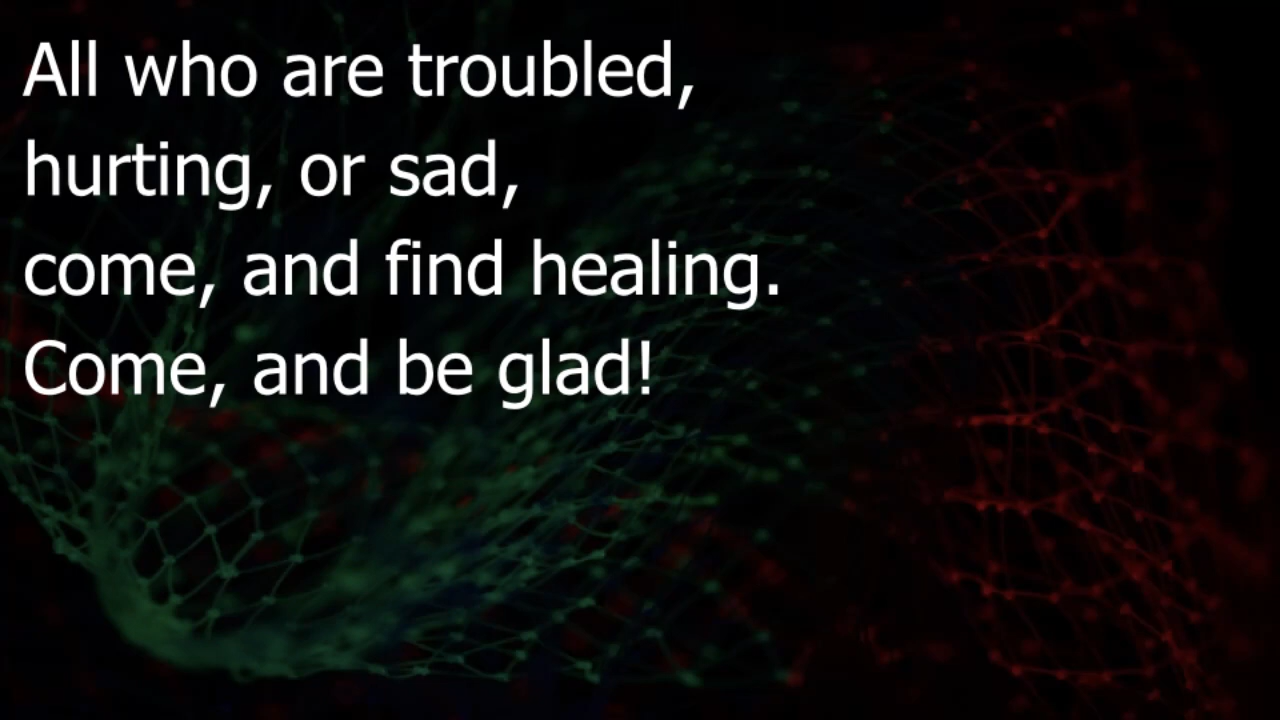 All who are troubled,
hurting, or sad,
come, and find healing.
Come, and be glad!